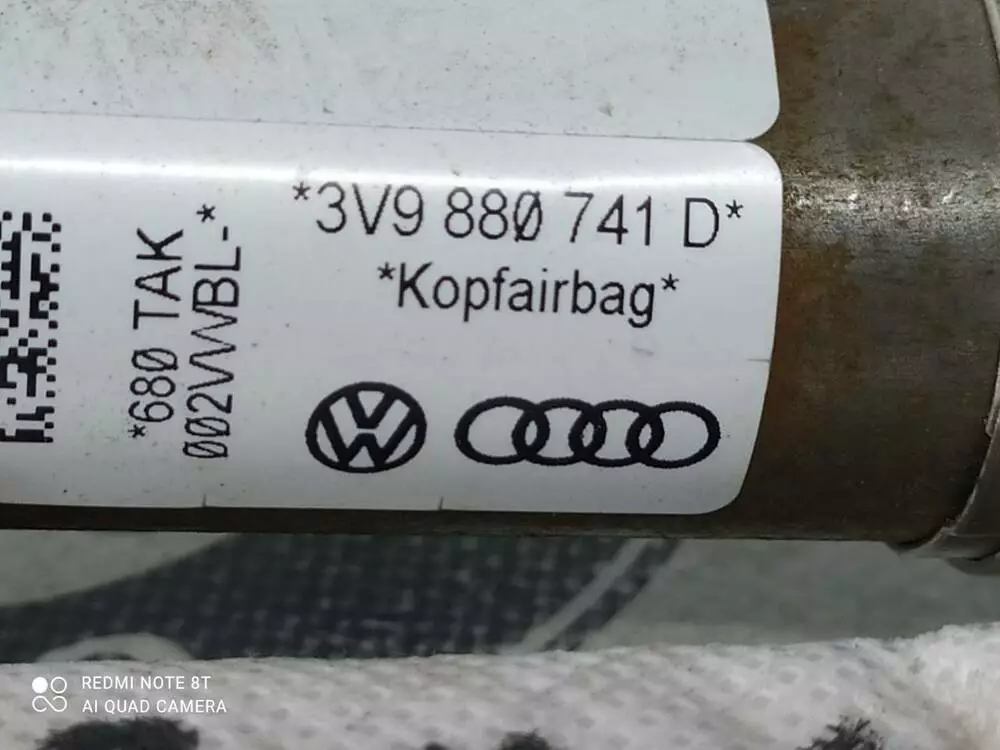 *3V9 880 741 D*
*Kopfairbag*
*680 TAK
002VWBL-*
REDMI NOTE 8T
AI QUAD CAMERA